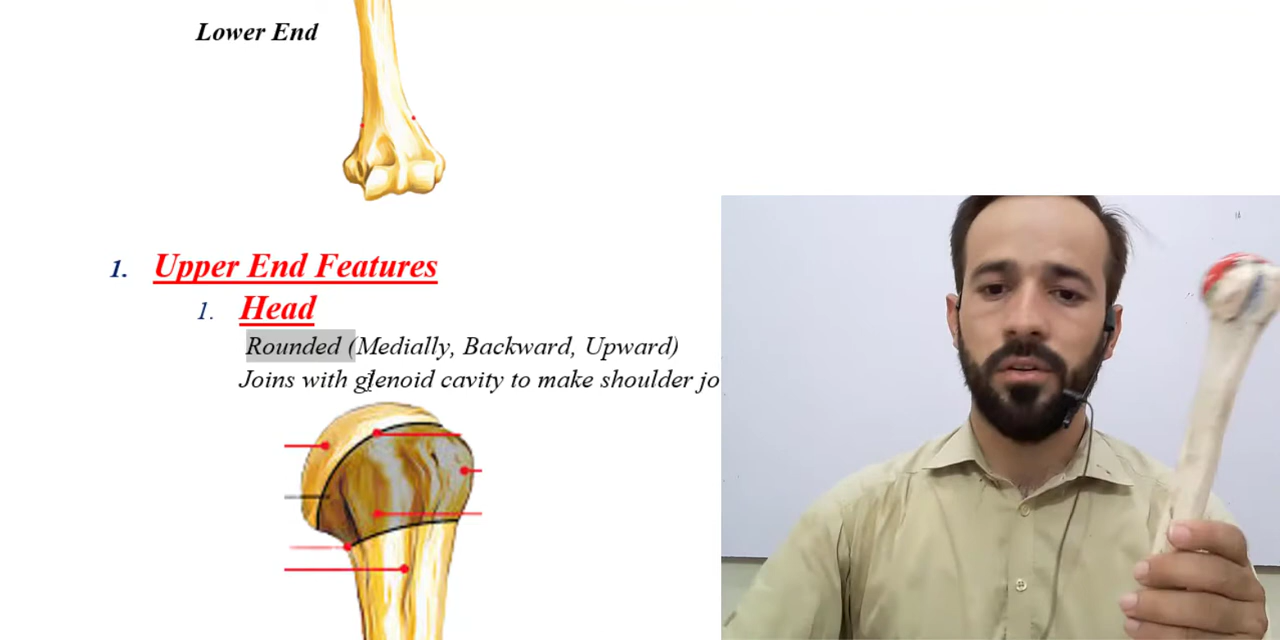 Lower End
1. Upper End Features
1. Head
Rounded (Medially, Backward, Upward)
Joins with glenoid cavity to make shoulder jo